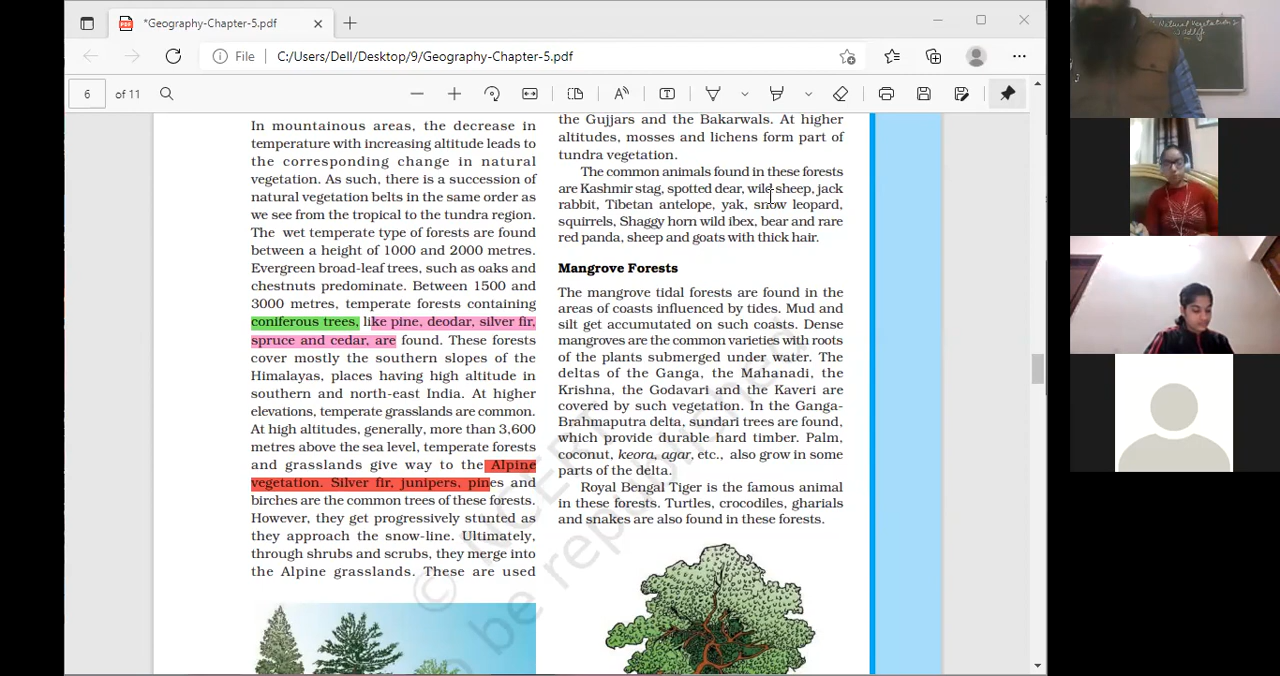 *Geography-Chapter-5.pdf
File C:/Users/Dell/Desktop/9/Geography-Chapter-5.pdf
6 of 11
In mountainous areas, the decrease in
temperature with increasing altitude leads to
the corresponding change in natural
vegetation. As such, there is a succession of
natural vegetation belts in the same order as
we see from the tropical to the tundra region.
The wet temperate type of forests are found
between a height of 1000 and 2000 metres.
Evergreen broad-leaf trees, such as oaks and
chestnuts predominate. Between 1500 and
3000 metres, temperate forests containing
coniferous trees, like pine, deodar, silver fir,
spruce and cedar, are found. These forests
cover mostly the southern slopes of the
Himalayas, places having high altitude in
southern and north-east India. At higher
elevations, temperate grasslands are common.
At high altitudes, generally, more than 3,600
metres above the sea level, temperate forests
and grasslands give way to the Alpine
vegetation. Silver fir, junipers, pines and
birches are the common trees of these forests.
However, they get progressively stunted as
they approach the snow-line. Ultimately,
through shrubs and scrubs, they merge into
the Alpine grasslands. These are used
the Gujjars and the Bakarwals. At higher
altitudes, mosses and lichens form part of
tundra vegetation.
The common animals found in these forests
are Kashmir stag, spotted dear, wild sheep, jack
rabbit, Tibetan antelope, yak, snow leopard,
squirrels, Shaggy horn wild ibex, bear and rare
red panda, sheep and goats with thick hair.
Mangrove Forests
The mangrove tidal forests are found in the
areas of coasts influenced by tides. Mud and
silt get accumutated on such coasts. Dense
mangroves are the common varieties with roots
of the plants submerged under water. The
deltas of the Ganga, the Mahanadi, the
Krishna, the Godavari and the Kaveri are
covered by such vegetation. In the Ganga-
Brahmaputra delta, sundari trees are found,
which provide durable hard timber. Palm,
coconut, keora, agar, etc., also grow in some
parts of the delta.
Royal Bengal Tiger is the famous animal
in these forests. Turtles, crocodiles, gharials
and snakes are also found in these forests.
© NCERT
be republished
Natural Vegetation
Wildlife